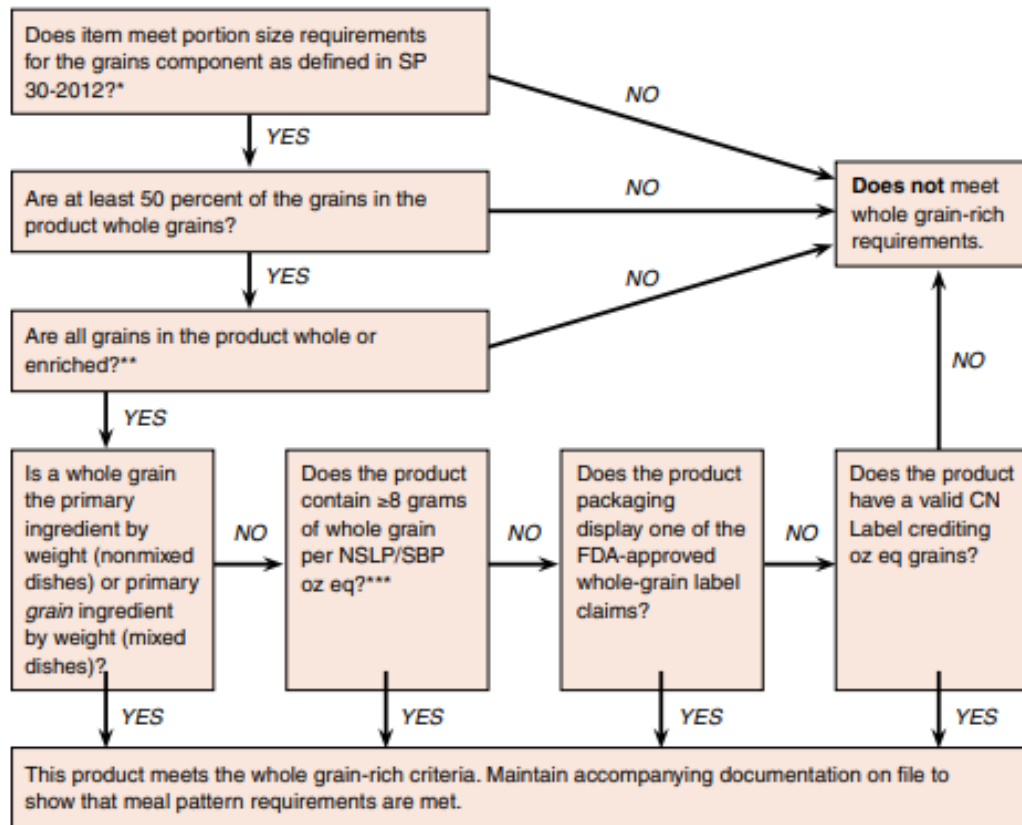 Does item meet portion size requirements
for the grains component as defined in SP
30-2012?*
NO
YES
Are at least 50 percent of the grains in the
product whole grains?
NO
Does not meet
whole grain-rich
requirements.
YES
NO
Are all grains in the product whole or
enriched?**
NO
YES
Is a whole grain
the primary
ingredient by
weight (nonmixed
dishes) or primary
grain ingredient
by weight (mixed
dishes)?
NO
Does the product
contain ≥8 grams
of whole grain
per NSLP/SBP
oz eq?***
NO
Does the product
packaging
display one of the
FDA-approved
whole-grain label
claims?
NO
Does the product
have a valid CN
Label crediting
oz eq grains?
YES
YES
YES
YES
This product meets the whole grain-rich criteria. Maintain accompanying documentation on file to
show that meal pattern requirements are met.